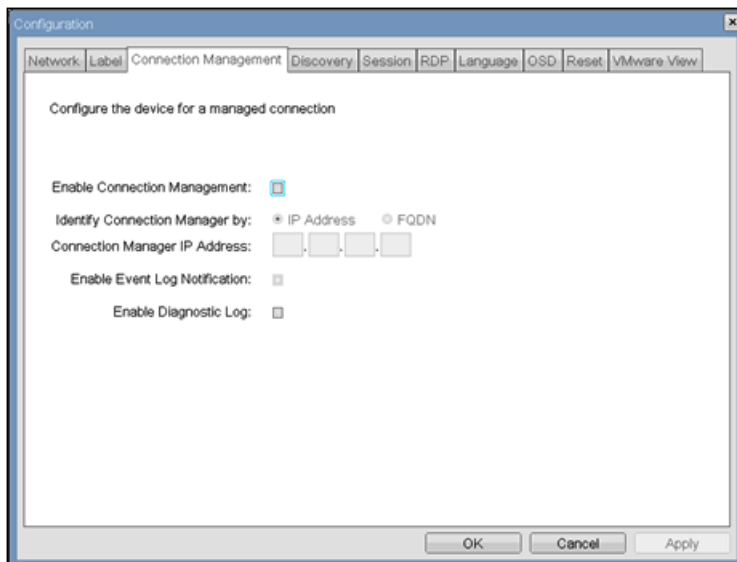 Configuration
Network Label Connection Management Discovery Session RDP Language OSD Reset VMware View
Configure the device for a managed connection
Enable Connection Management:
Identify Connection Manager by: IP Address FQDN
Connection Manager IP Address: . . .
Enable Event Log Notification:
Enable Diagnostic Log:
OK Cancel Apply